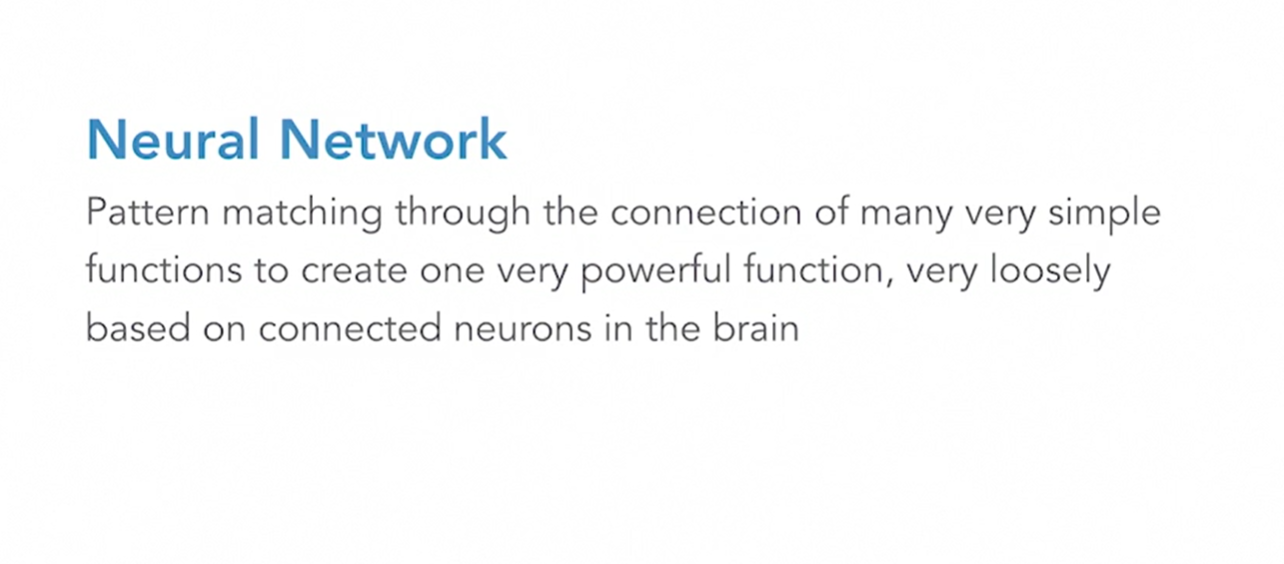 Neural Network
Pattern matching through the connection of many very simple
functions to create one very powerful function, very loosely
based on connected neurons in the brain